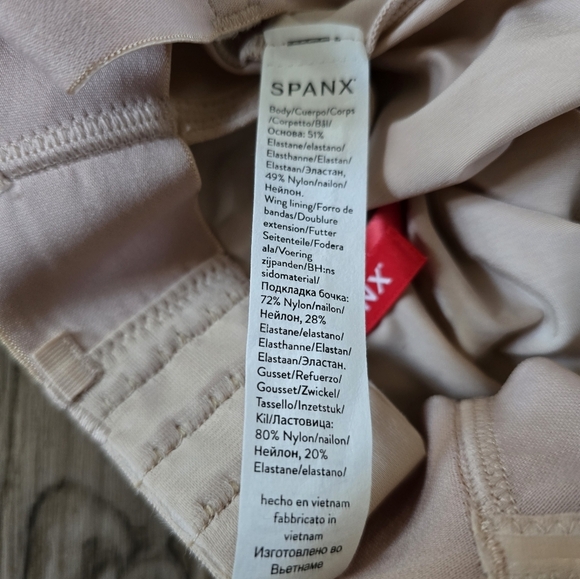 SPANX
Body/Cuerpo/Corps
/Corpetto/Bål/
Основа: 51%
Elastane/elastano/
Elasthanne/Elastan/
Elastaan/Эластан,
49% Nylon/nailon/
Нейлон.
Wing lining/Forro de
bandas/Doublure
extension/Futter
Seitenteile/Fodera
ala/Voering
zijpanden/BH:ns
sidomaterial/
Подкладка бочка:
72% Nylon/nailon/
Нейлон, 28%
Elastane/elastano/
Elasthanne/Elastan/
Elastaan/Эластан.
Gusset/Refuerzo/
Gousset/Zwickel/
Tassello/Inzetstuk/
Kil/Ластовица:
80% Nylon/nailon/
Нейлон, 20%
Elastane/elastano/
hecho en vietnam
fabbricato in
vietnam
Изготовлено во
Вьетнаме
NX